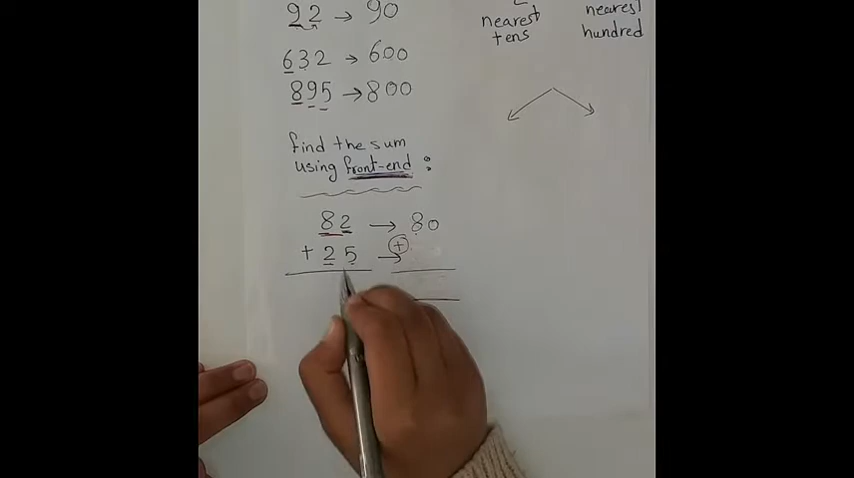 92 → 90
632 → 600
895 → 800
find the sum
using front-end :
82 → 80
+ 25 → +
nearest
tens
nearest
hundred